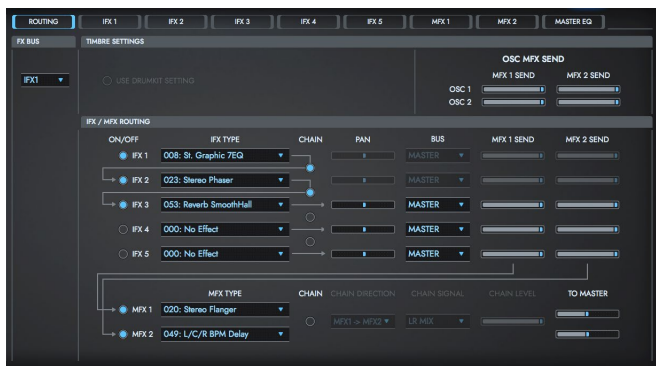 ROUTING IFX 1 IFX 2 IFX 3 IFX 4 IFX 5 MFX 1 MFX 2 MASTER EQ
FX BUS TIMBRE SETTINGS
OSC MFX SEND
MFX 1 SEND MFX 2 SEND
IFX1 USE DRUMKIT SETTING
OSC 1
OSC 2
IFX / MFX ROUTING
ON/OFF IFX TYPE CHAIN PAN BUS MFX 1 SEND MFX 2 SEND
IFX 1 008: St. Graphic 7EQ MASTER
IFX 2 023: Stereo Phaser MASTER
IFX 3 053: Reverb SmoothHall MASTER
IFX 4 000: No Effect MASTER
IFX 5 000: No Effect MASTER
MFX TYPE CHAIN CHAIN DIRECTION CHAIN SIGNAL CHAIN LEVEL TO MASTER
MFX 1 020: Stereo Flanger
MFX1 -> MFX2 LR MIX
MFX 2 049: L/C/R BPM Delay